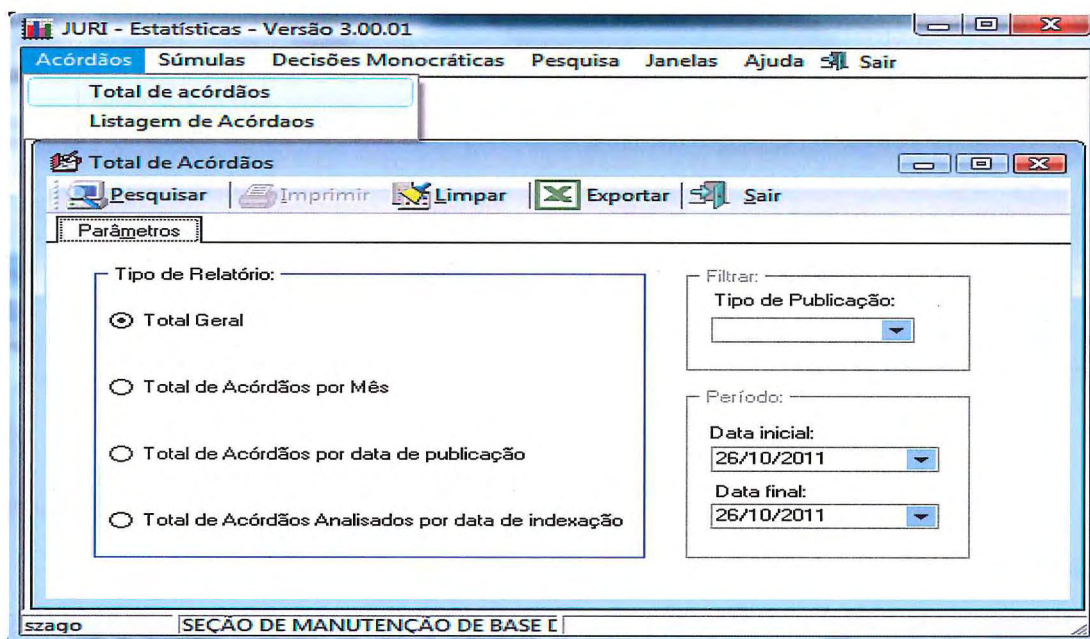 JURI - Estatísticas - Versão 3.00.01
Acórdãos Súmulas Decisões Monocráticas Pesquisa Janelas Ajuda Sair
Total de acórdãos
Listagem de Acórdaos
Total de Acórdãos
Pesquisar Imprimir Limpar Exportar Sair
Parâmetros
Tipo de Relatório:
Total Geral
Total de Acórdãos por Mês
Total de Acórdãos por data de publicação
Total de Acórdãos Analisados por data de indexação
Filtrar:
Tipo de Publicação:
Período:
Data inicial:
26/10/2011
Data final:
26/10/2011
szago SEÇÃO DE MANUTENÇÃO DE BASE D